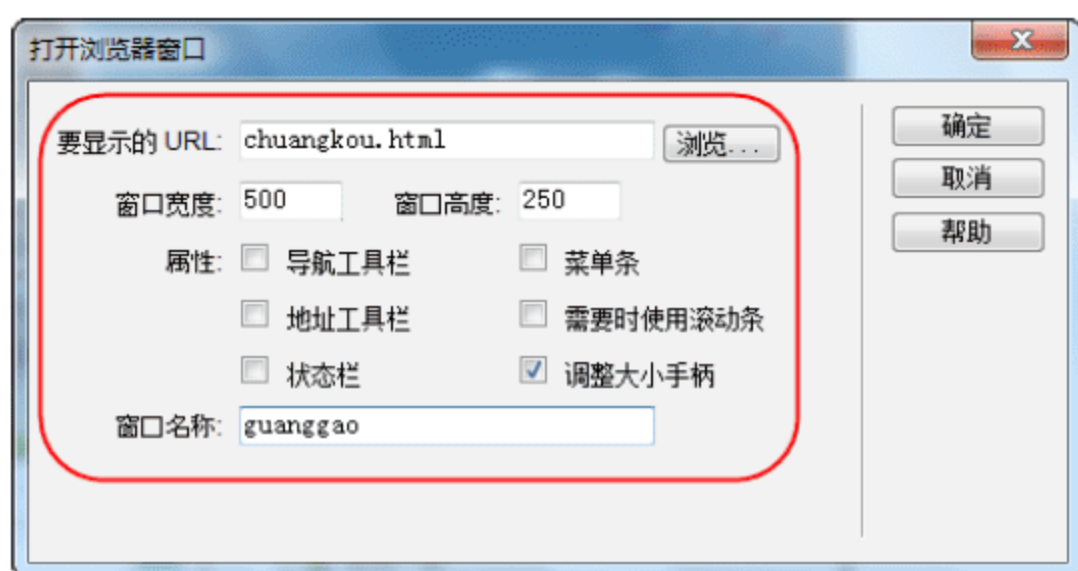 打开浏览器窗口
要显示的 URL: chuangkou.html 浏览... 确定
取消
窗口宽度: 500 窗口高度: 250
帮助
属性: 导航工具栏 菜单条
地址工具栏 需要时使用滚动条
状态栏 调整大小手柄
窗口名称: guanggao